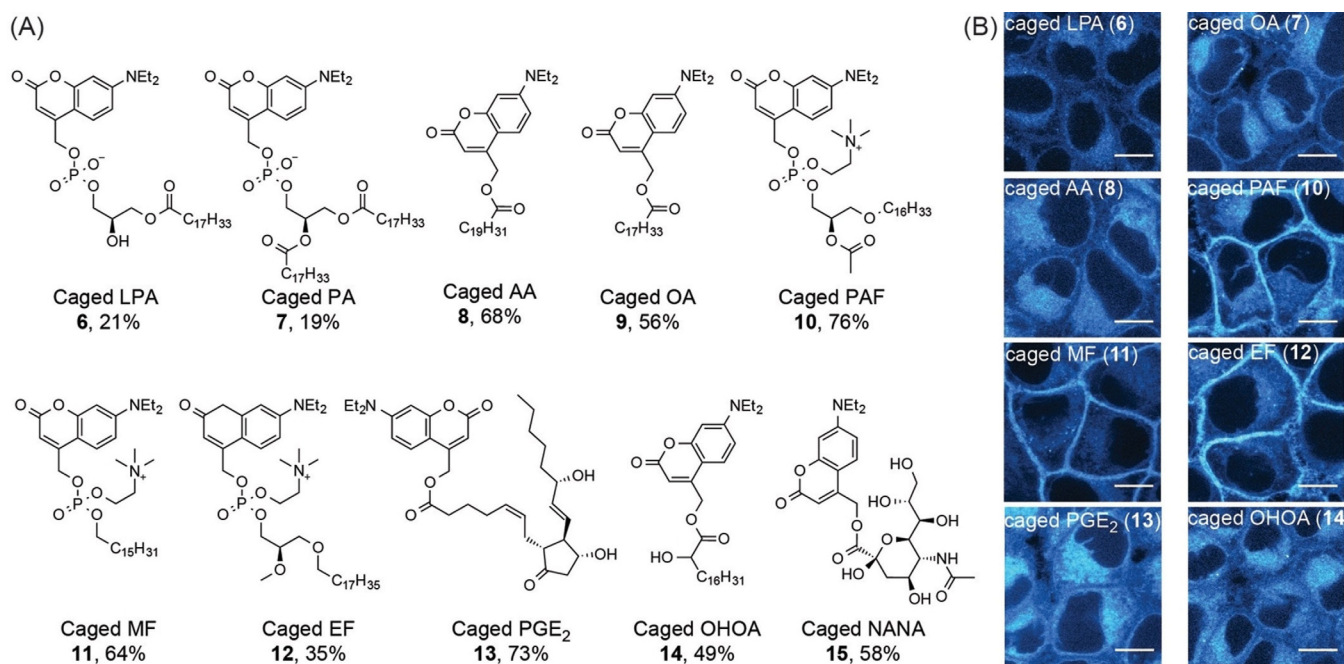 (A)
NEt2
O
O
O
O−
P
O
O
O
O
C17H33
OH
Caged LPA
6, 21%
NEt2
O
O
O
O−
P
O
O
O
O
C17H33
O
O
C17H33
Caged PA
7, 19%
NEt2
O
O
O
O
C19H31
Caged AA
8, 68%
NEt2
O
O
O
O
C17H33
Caged OA
9, 56%
NEt2
O
O
N+
O
P
O
O
O
C16H33
O
O
O
Caged PAF
10, 76%
NEt2
O
O
N+
O
P
O
O
O
C15H31
Caged MF
11, 64%
NEt2
O
N+
O
P
O
O
O
O
O
C17H35
Caged EF
12, 35%
Et2N
O
O
O
O
OH
OH
O
Caged PGE2
13, 73%
NEt2
O
O
O
O
HO
C16H31
Caged OHOA
14, 49%
NEt2
O
O
HO
HO
OH
O
O
O
HO
NH
OH
O
Caged NANA
15, 58%
(B)
caged LPA (6)
caged OA (7)
caged AA (8)
caged PAF (10)
caged MF (11)
caged EF (12)
caged PGE2 (13)
caged OHOA (14)